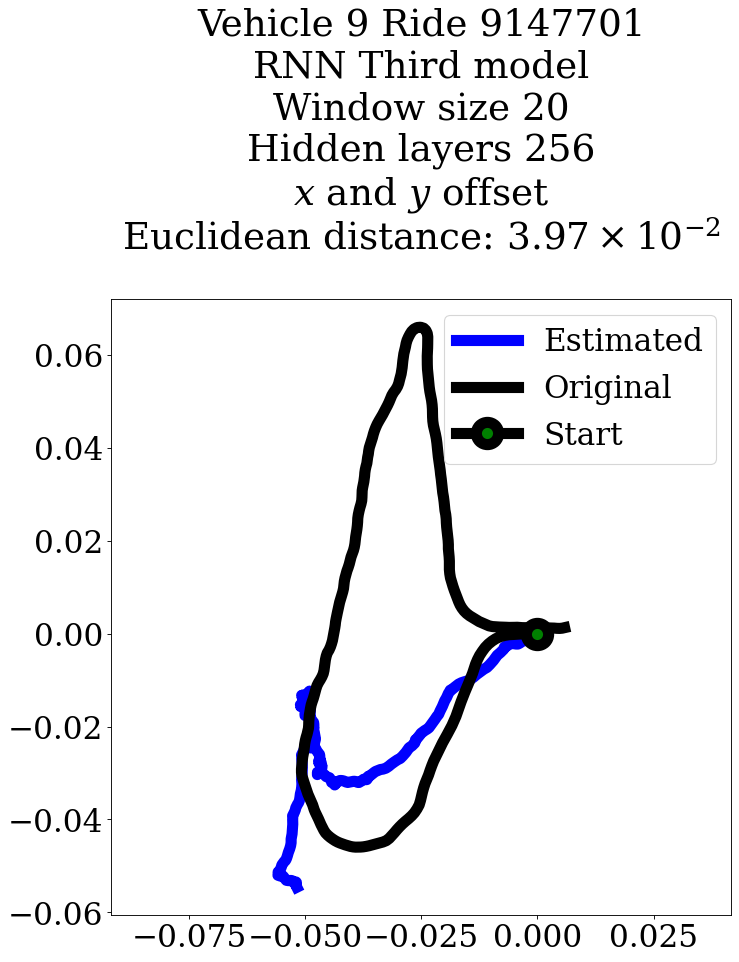 Vehicle 9 Ride 9147701
RNN Third model
Window size 20
Hidden layers 256
x and y offset
Euclidean distance: 3.97 × 10⁻²
Estimated
Original
Start
0.06
0.04
0.02
0.00
−0.02
−0.04
−0.06
−0.075 −0.050 −0.025 0.000 0.025